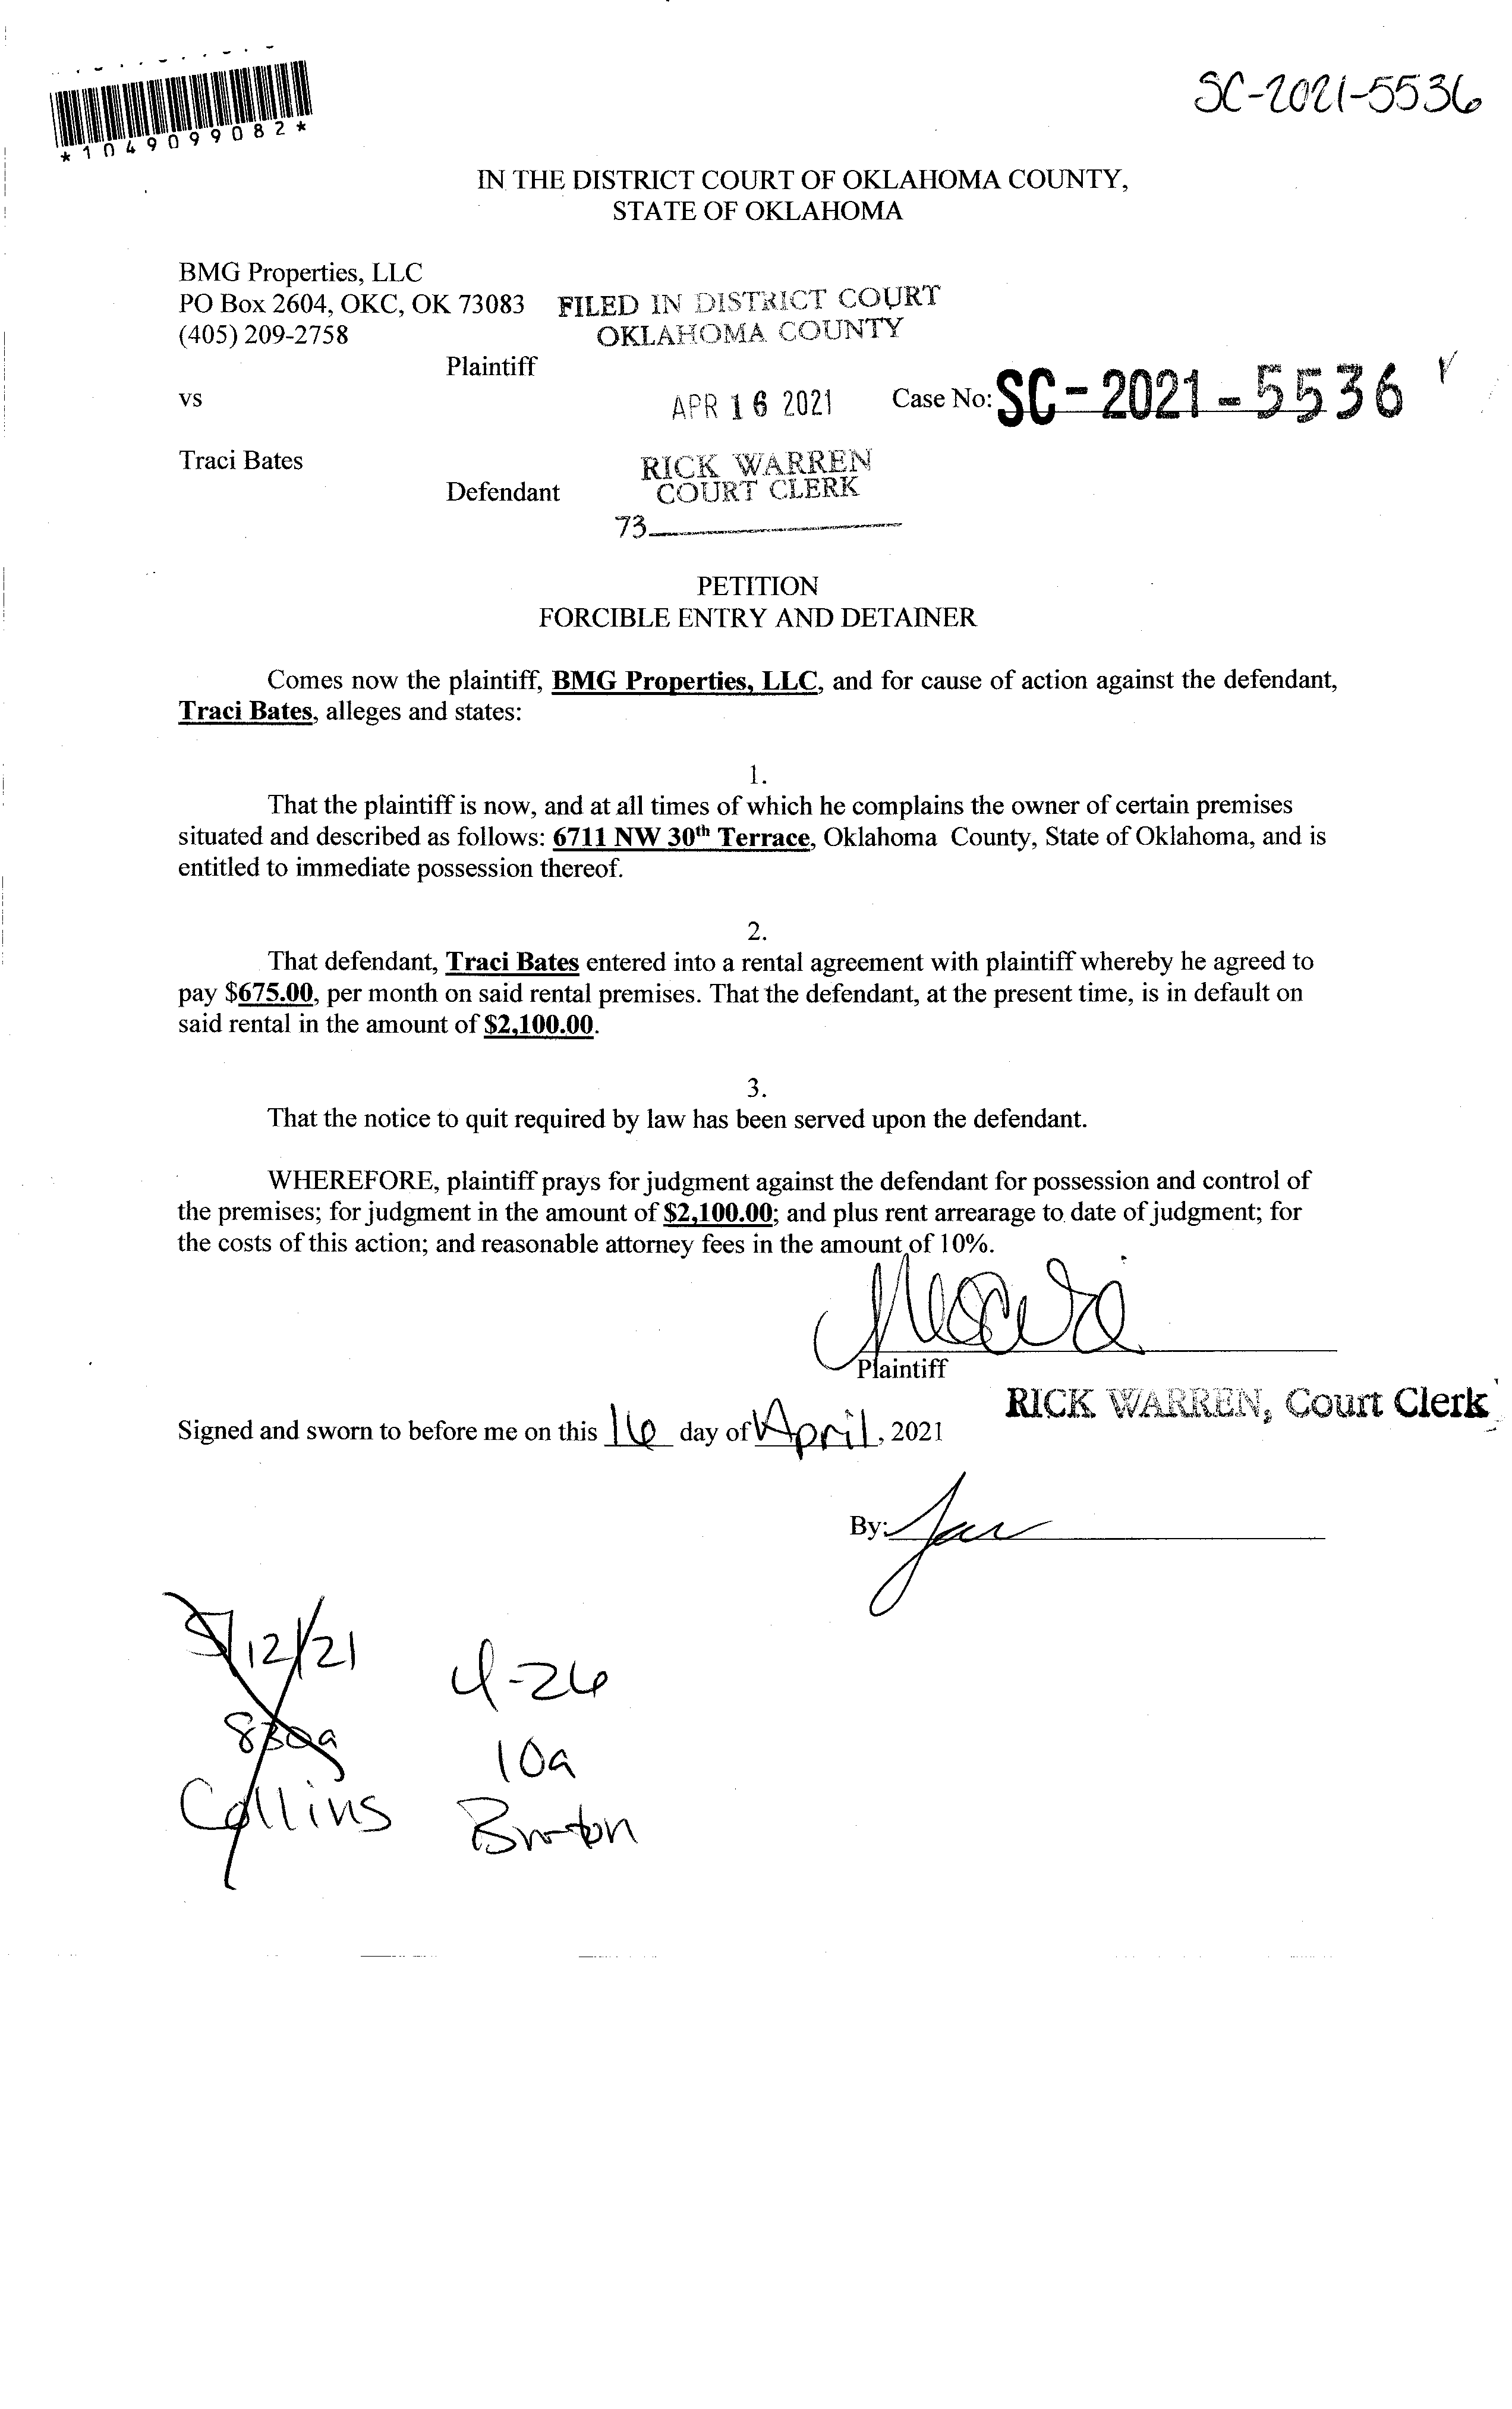 SC-2021-5536
*1049099082*
IN THE DISTRICT COURT OF OKLAHOMA COUNTY,
STATE OF OKLAHOMA
BMG Properties, LLC
PO Box 2604, OKC, OK 73083
(405) 209-2758
FILED IN DISTRICT COURT
OKLAHOMA COUNTY
Plaintiff
vs
APR 16 2021
Case No: SC-2021-5536
Traci Bates
Defendant
RICK WARREN
COURT CLERK
73
PETITION
FORCIBLE ENTRY AND DETAINER
Comes now the plaintiff, BMG Properties, LLC, and for cause of action against the defendant,
Traci Bates, alleges and states:
1.
That the plaintiff is now, and at all times of which he complains the owner of certain premises
situated and described as follows: 6711 NW 30th Terrace, Oklahoma County, State of Oklahoma, and is
entitled to immediate possession thereof.
2.
That defendant, Traci Bates entered into a rental agreement with plaintiff whereby he agreed to
pay $675.00, per month on said rental premises. That the defendant, at the present time, is in default on
said rental in the amount of $2,100.00.
3.
That the notice to quit required by law has been served upon the defendant.
WHEREFORE, plaintiff prays for judgment against the defendant for possession and control of
the premises; for judgment in the amount of $2,100.00; and plus rent arrearage to date of judgment; for
the costs of this action; and reasonable attorney fees in the amount of 10%.
Plaintiff
RICK WARREN, Court Clerk
Signed and sworn to before me on this 16 day of April, 2021
By:
5/12/21
830a
Collins
4-26
10a